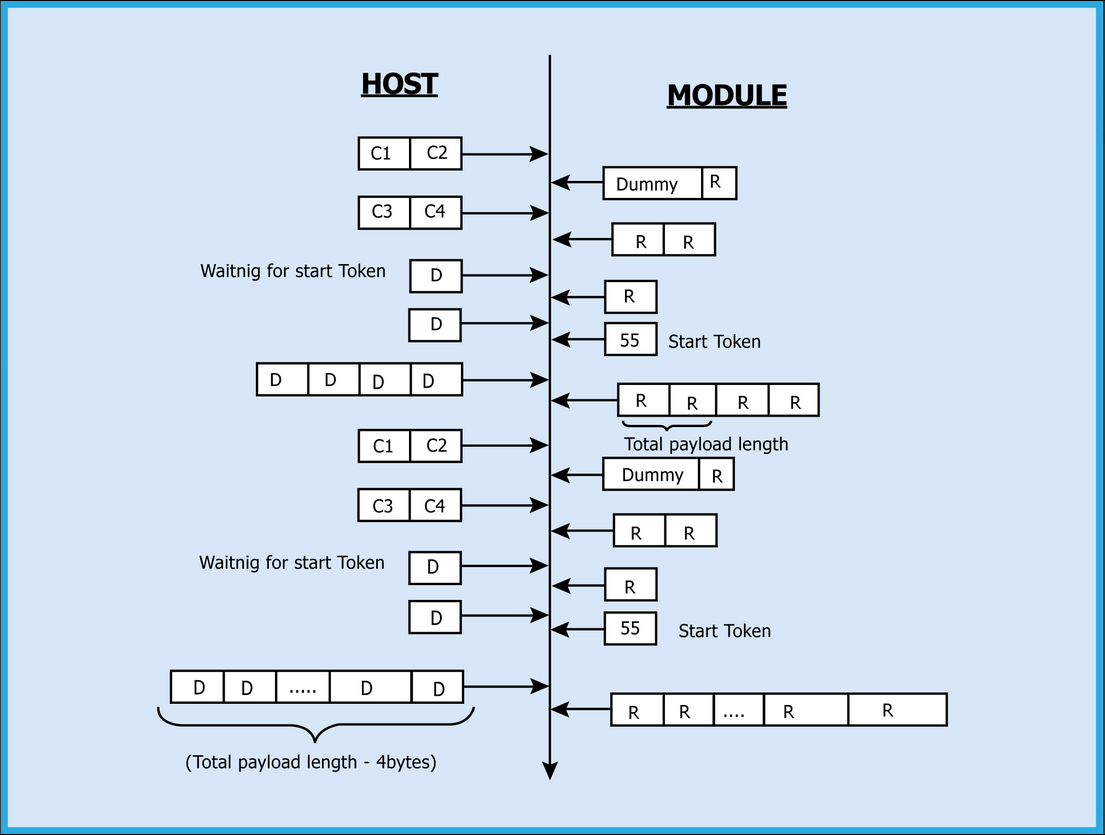 HOST
MODULE
C1 C2
Dummy R
C3 C4
R R
Waitnig for start Token D
R
D
55 Start Token
D D D D
R R R R
Total payload length
C1 C2
Dummy R
C3 C4
R R
Waitnig for start Token D
R
D
55 Start Token
D D ..... D D
R R .... R R
(Total payload length - 4bytes)